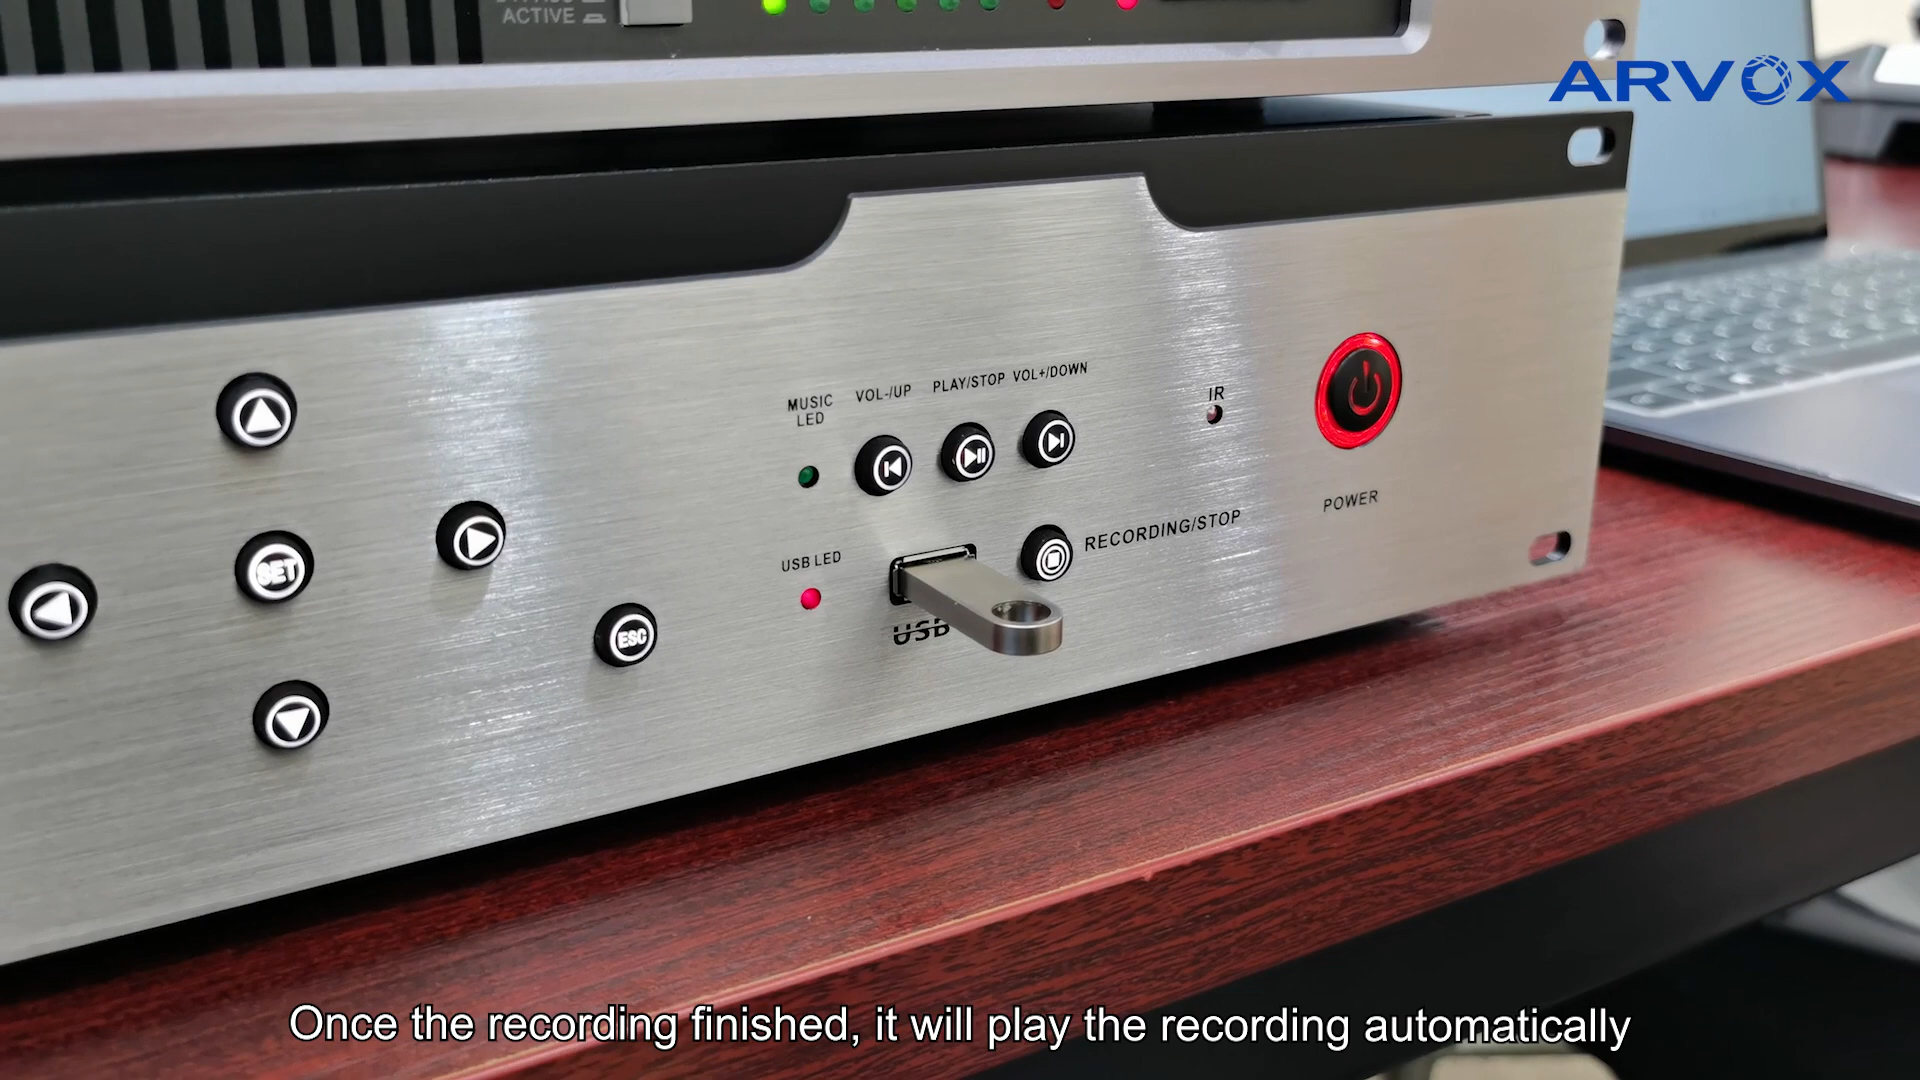 ACTIVE
ARVOX
MUSIC
LED
VOL-/UP
PLAY/STOP
VOL+/DOWN
IR
POWER
RECORDING/STOP
USB LED
USB
SET
ESC
Once the recording finished, it will play the recording automatically